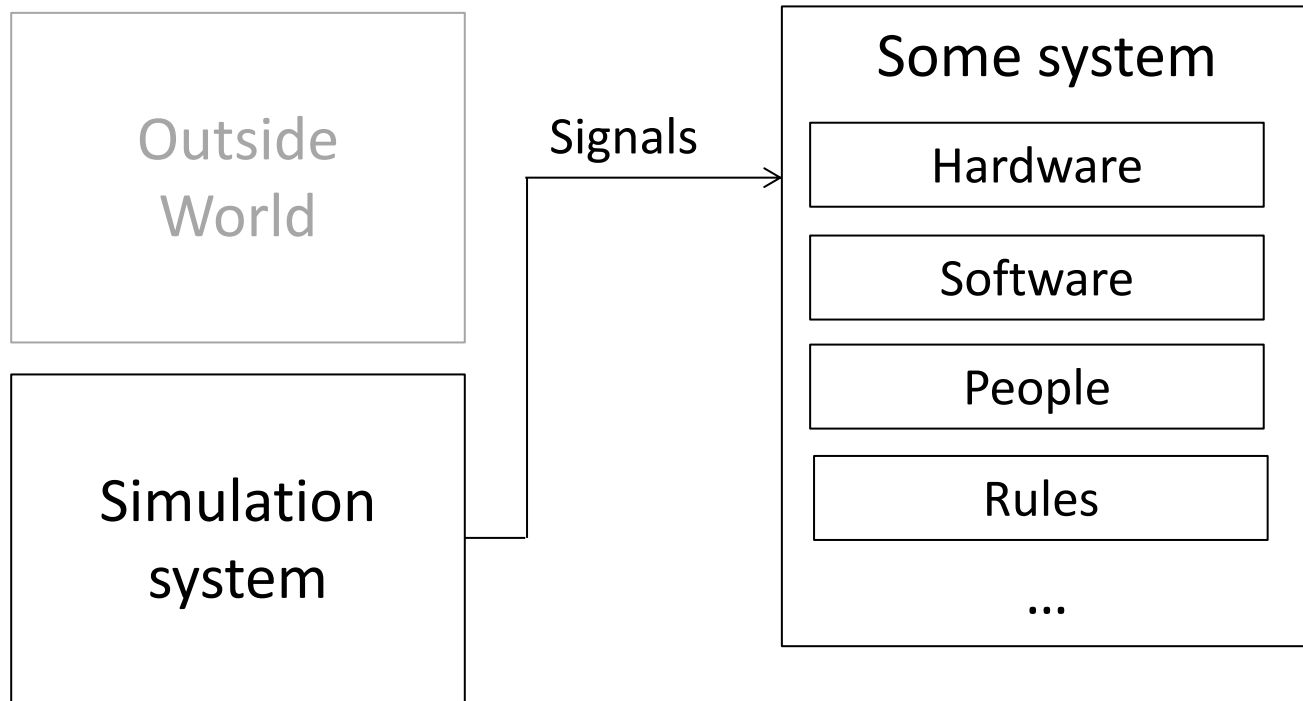 Outside
World
Simulation
system
Signals
Some system
Hardware
Software
People
Rules
...